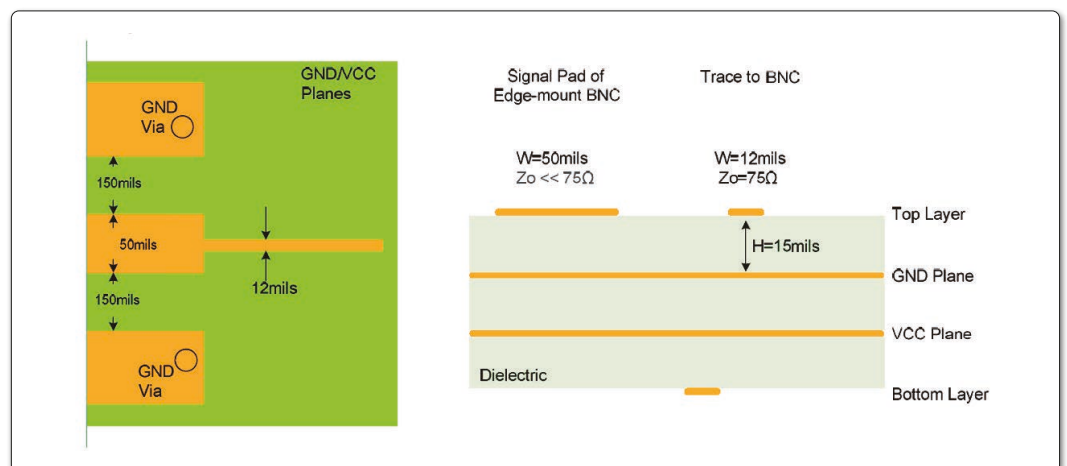 GND/VCC
Planes
GND
Via
150mils
50mils
12mils
150mils
GND
Via
Signal Pad of
Edge-mount BNC
Trace to BNC
W=50mils
Zo << 75Ω
W=12mils
Zo=75Ω
Top Layer
H=15mils
GND Plane
VCC Plane
Dielectric
Bottom Layer